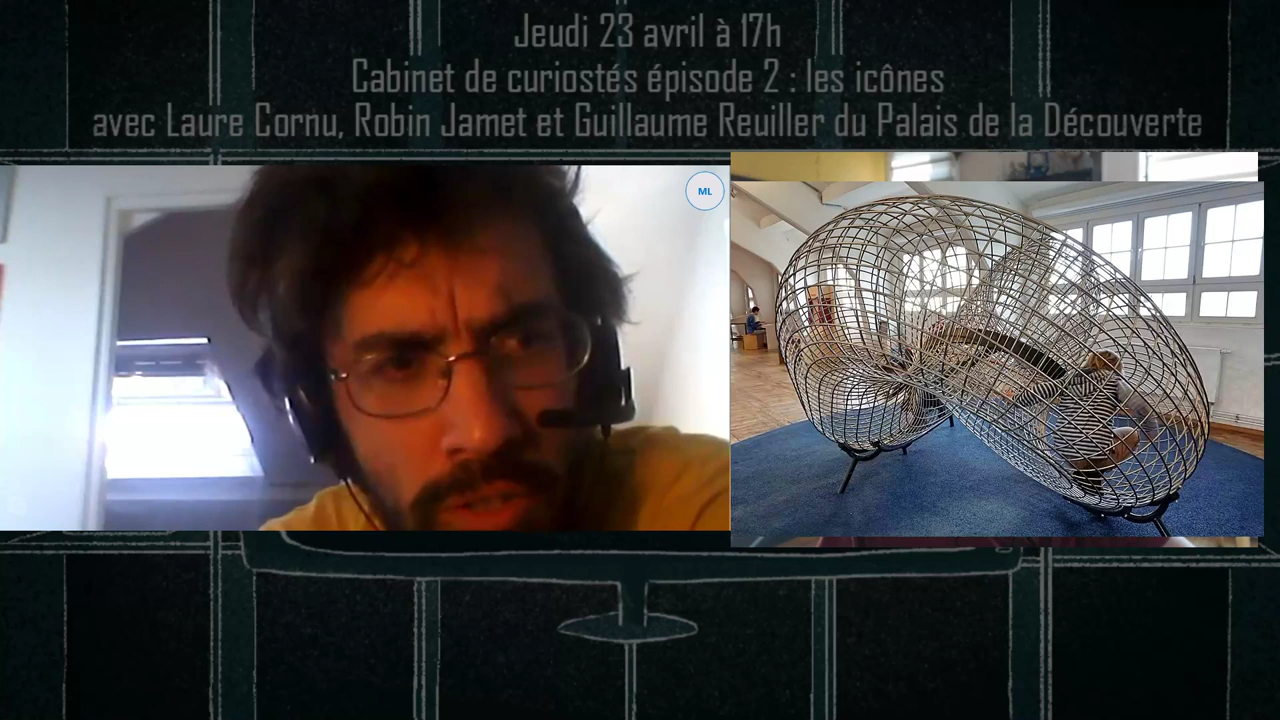 Jeudi 23 avril à 17h
Cabinet de curiostés épisode 2 : les icônes
avec Laure Cornu, Robin Jamet et Guillaume Reuiller du Palais de la Découverte
ML